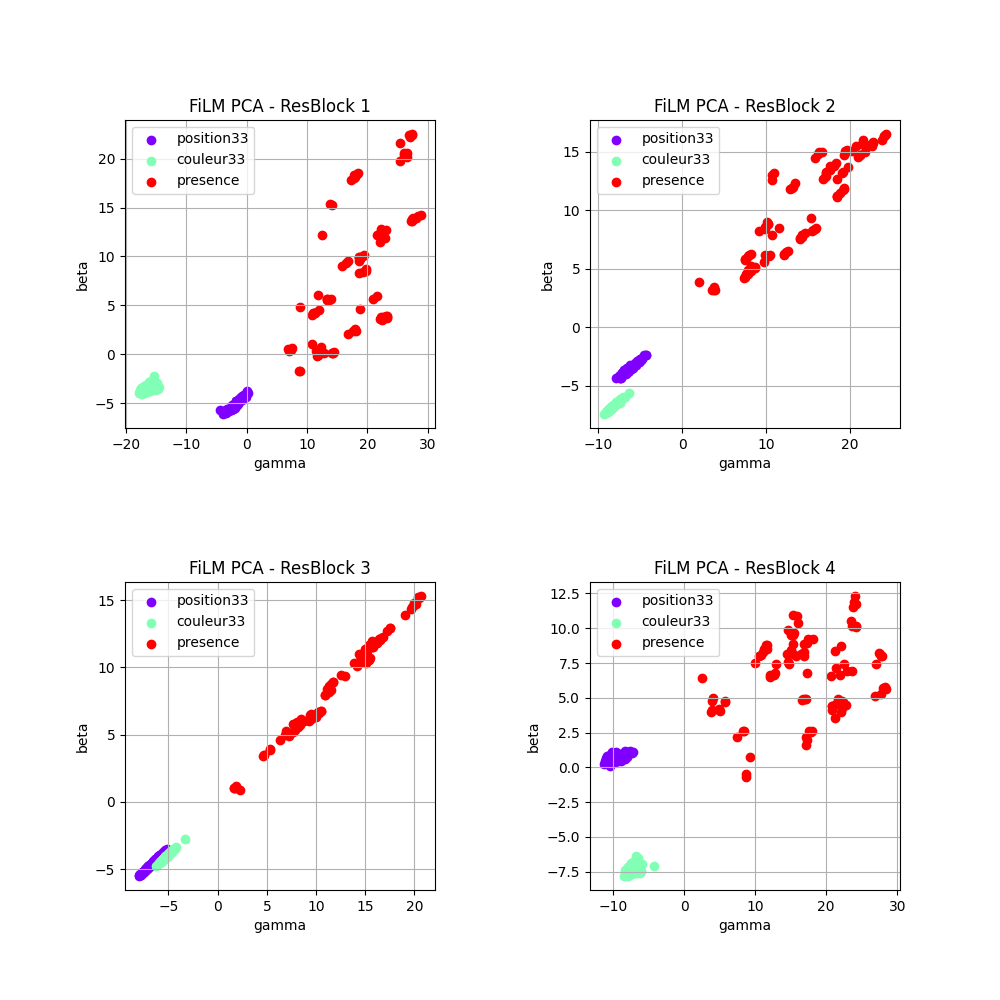 FiLM PCA - ResBlock 1
position33
couleur33
presence
beta
20
15
10
5
0
−5
−20
−10
0
10
20
30
gamma
FiLM PCA - ResBlock 2
position33
couleur33
presence
beta
15
10
5
0
−5
−10
0
10
20
gamma
FiLM PCA - ResBlock 3
position33
couleur33
presence
beta
15
10
5
0
−5
−5
0
5
10
15
20
gamma
FiLM PCA - ResBlock 4
position33
couleur33
presence
beta
12.5
10.0
7.5
5.0
2.5
0.0
−2.5
−5.0
−7.5
−10
0
10
20
30
gamma